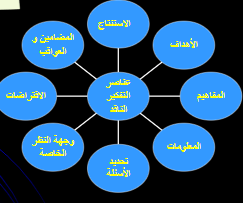 الاستنتاج
الأهداف
المفاهيم
المعلومات
تحديد
الأسئلة
وجهة النظر
الخاصة
الافتراضات
المضامين و
العواقب
عناصر
التفكير
الناقد